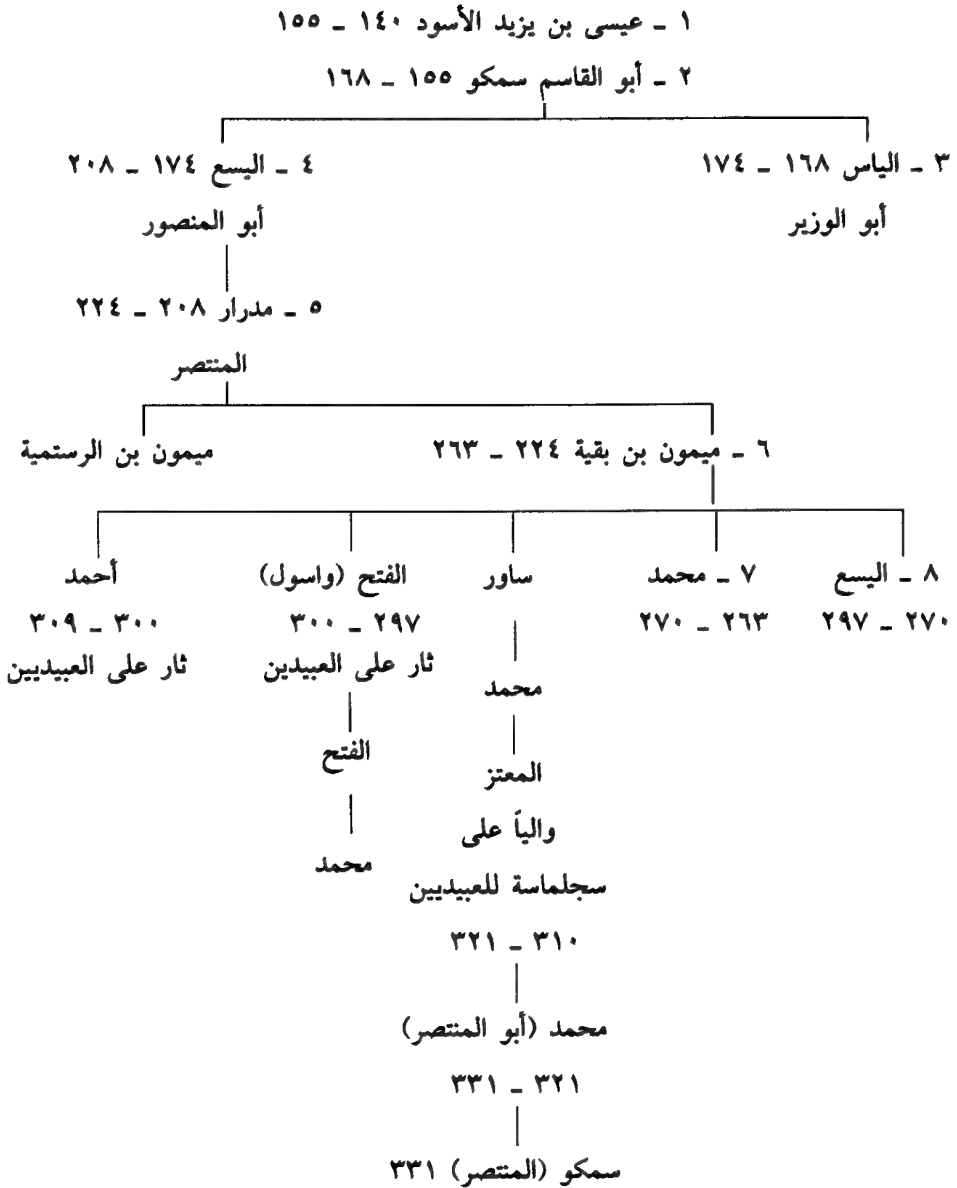 ١ ـ عيسى بن يزيد الأسود ١٤٠ ـ ١٥٥
٢ ـ أبو القاسم سمكو ١٥٥ ـ ١٦٨
٣ ـ الياس ١٦٨ ـ ١٧٤
أبو الوزير
٤ ـ اليسع ١٧٤ ـ ٢٠٨
أبو المنصور
٥ ـ مدرار ٢٠٨ ـ ٢٢٤
المنتصر
٦ ـ ميمون بن بقية ٢٢٤ ـ ٢٦٣
ميمون بن الرستمية
٨ ـ اليسع
٢٧٠ ـ ٢٩٧
٧ ـ محمد
٢٦٣ ـ ٢٧٠
ساور
محمد
المعتز
والياً على
سجلماسة للعبيديين
٣١٠ ـ ٣٢١
محمد (أبو المنتصر)
٣٢١ ـ ٣٣١
سمكو (المنتصر) ٣٣١
الفتح (واسول)
٢٩٧ ـ ٣٠٠
ثار على العبيدين
الفتح
محمد
أحمد
٣٠٠ ـ ٣٠٩
ثار على العبيديين